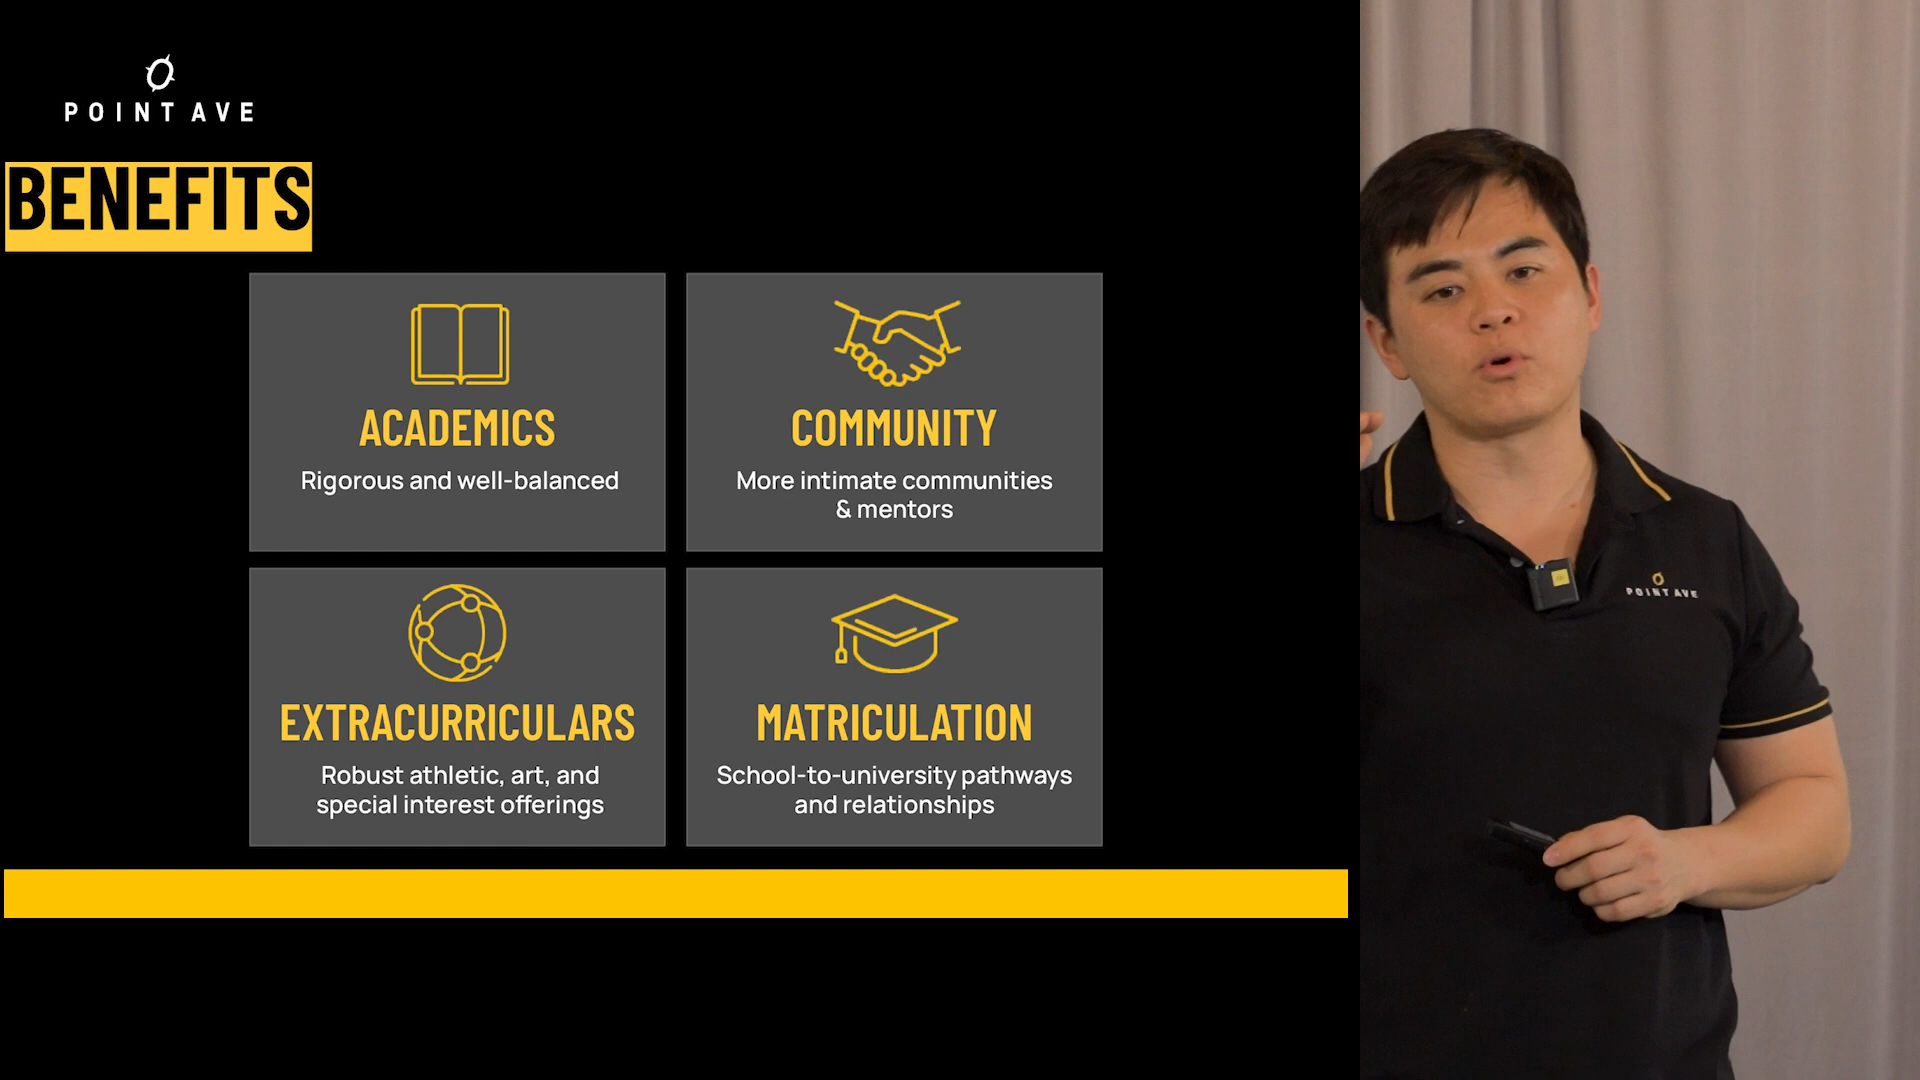 POINT AVE
BENEFITS
ACADEMICS
Rigorous and well-balanced
COMMUNITY
More intimate communities
& mentors
EXTRACURRICULARS
Robust athletic, art, and
special interest offerings
MATRICULATION
School-to-university pathways
and relationships
POINT AVE